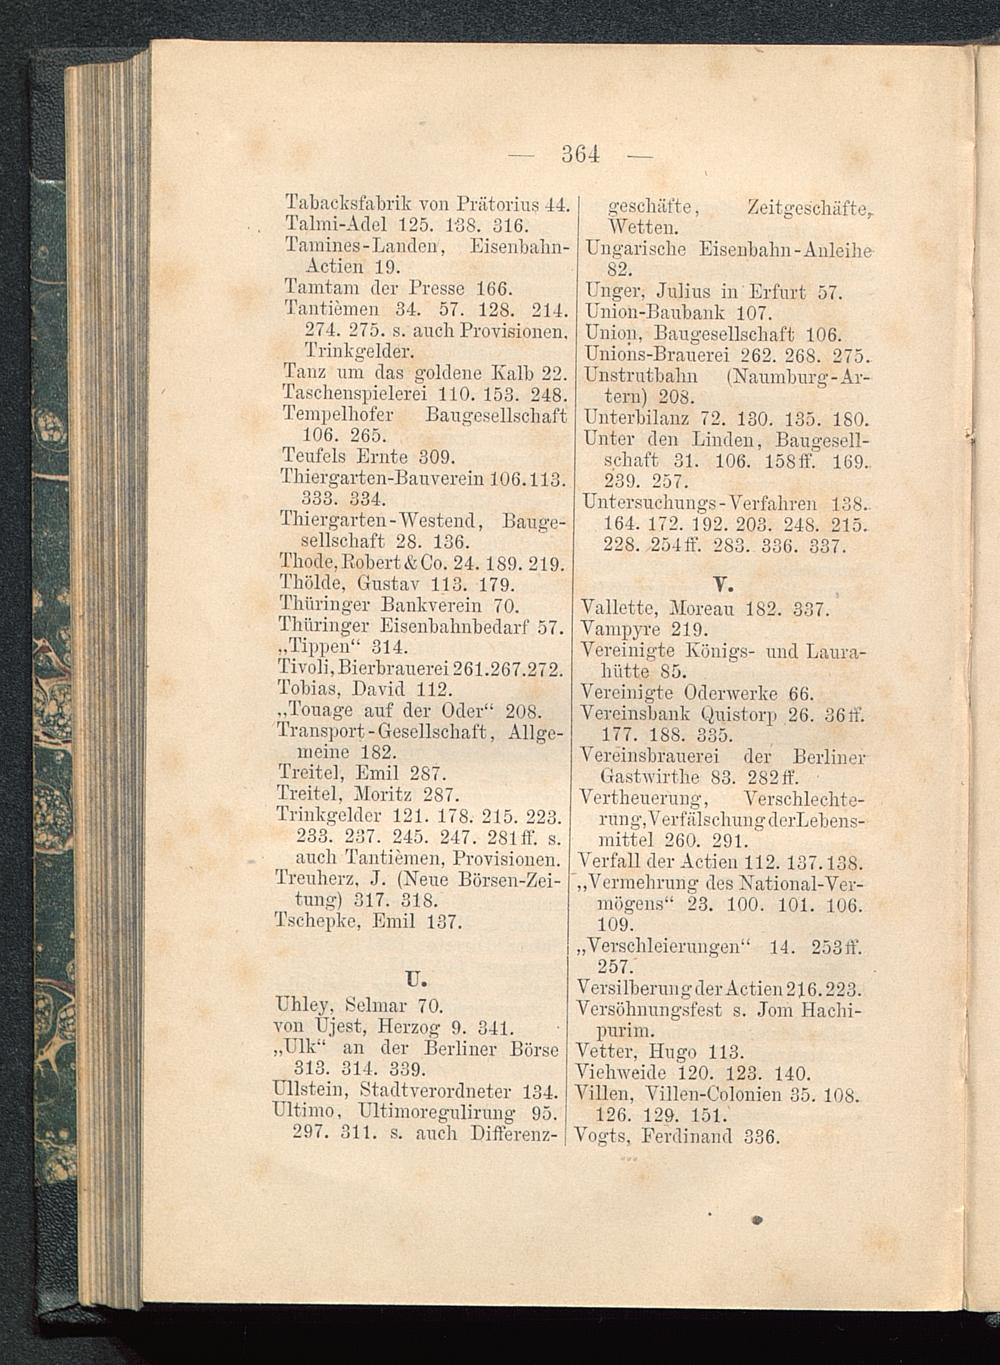 — 364 —
Tabacksfabrik von Prätorius 44.
Talmi-Adel 125. 138. 316.
Tamines-Landen, Eisenbahn-
Actien 19.
Tamtam der Presse 166.
Tantièmen 34. 57. 128. 214.
274. 275. s. auch Provisionen,
Trinkgelder.
Tanz um das goldene Kalb 22.
Taschenspielerei 110. 153. 248.
Tempelhofer Baugesellschaft
106. 265.
Teufels Ernte 309.
Thiergarten-Bauverein 106. 113.
333. 334.
Thiergarten-Westend, Bauge-
sellschaft 28. 136.
Thode, Robert & Co. 24. 189. 219.
Thölde, Gustav 113. 179.
Thüringer Bankverein 70.
Thüringer Eisenbahnbedarf 57.
„Tippen“ 314.
Tivoli, Bierbrauerei 261. 267. 272.
Tobias, David 112.
„Touage auf der Oder“ 208.
Transport-Gesellschaft, Allge-
meine 182.
Treitel, Emil 287.
Treitel, Moritz 287.
Trinkgelder 121. 178. 215. 223.
233. 237. 245. 247. 281 ff. s.
auch Tantièmen, Provisionen.
Treuherz, J. (Neue Börsen-Zei-
tung) 317. 318.
Tschepke, Emil 137.
U.
Uhley, Selmar 70.
von Ujest, Herzog 9. 341.
„Ulk“ an der Berliner Börse
313. 314. 339.
Ullstein, Stadtverordneter 134.
Ultimo, Ultimoregulirung 95.
297. 311. s. auch Differenz-
geschäfte, Zeitgeschäfte,
Wetten.
Ungarische Eisenbahn-Anleihe
82.
Unger, Julius in Erfurt 57.
Union-Baubank 107.
Union, Baugesellschaft 106.
Unions-Brauerei 262. 268. 275.
Unstrutbahn (Naumburg-Ar-
tern) 208.
Unterbilanz 72. 130. 135. 180.
Unter den Linden, Baugesell-
schaft 31. 106. 158 ff. 169.
239. 257.
Untersuchungs-Verfahren 138.
164. 172. 192. 203. 248. 215.
228. 254 ff. 283. 336. 337.
V.
Vallette, Moreau 182. 337.
Vampyre 219.
Vereinigte Königs- und Laura-
hütte 85.
Vereinigte Oderwerke 66.
Vereinsbank Quistorp 26. 36 ff.
177. 188. 335.
Vereinsbrauerei der Berliner
Gastwirthe 83. 282 ff.
Vertheuerung, Verschlechte-
rung, Verfälschung der Lebens-
mittel 260. 291.
Verfall der Actien 112. 137. 138.
„Vermehrung des National-Ver-
mögens“ 23. 100. 101. 106.
109.
„Verschleierungen“ 14. 253 ff.
257.
Versilberung der Actien 216. 223.
Versöhnungsfest s. Jom Hachi-
purim.
Vetter, Hugo 113.
Viehweide 120. 123. 140.
Villen, Villen-Colonien 35. 108.
126. 129. 151.
Vogts, Ferdinand 336.